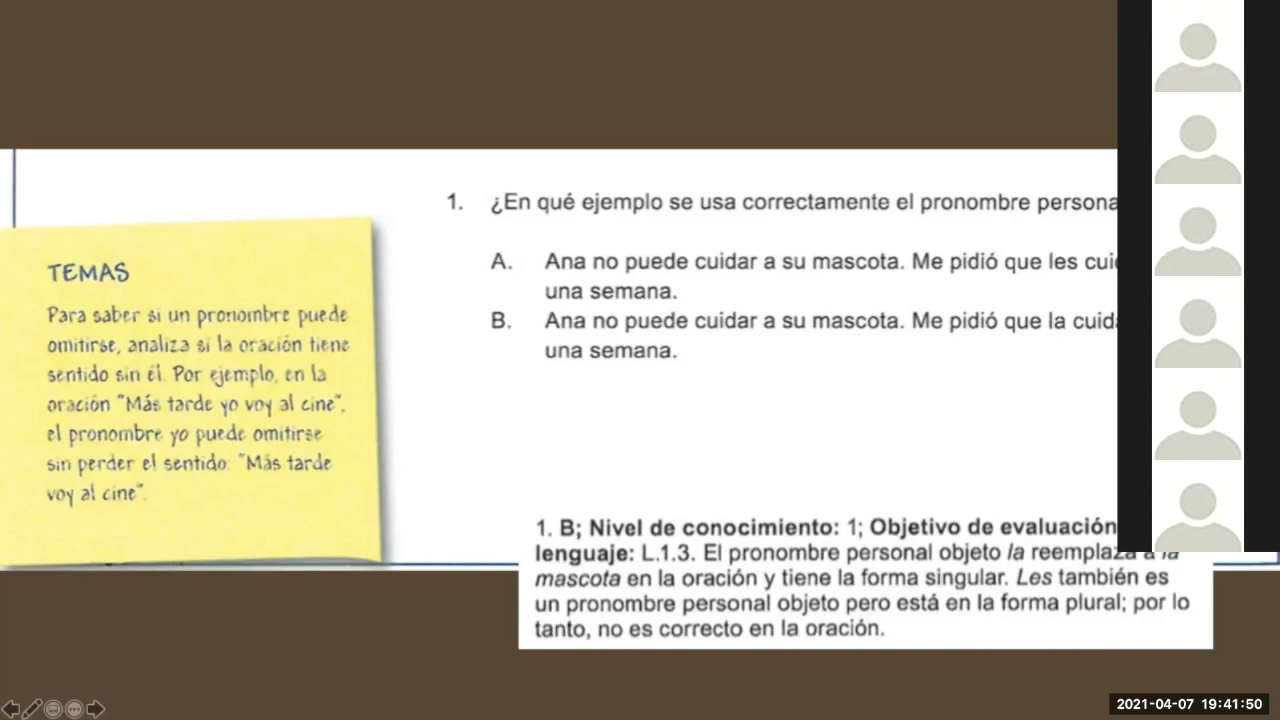 TEMAS
Para saber si un pronombre puede
omitirse, analiza si la oración tiene
sentido sin él. Por ejemplo, en la
oración "Más tarde yo voy al cine",
el pronombre yo puede omitirse
sin perder el sentido: "Más tarde
voy al cine".
1. ¿En qué ejemplo se usa correctamente el pronombre persona
A. Ana no puede cuidar a su mascota. Me pidió que les cui
una semana.
B. Ana no puede cuidar a su mascota. Me pidió que la cuid
una semana.
1. B; Nivel de conocimiento: 1; Objetivo de evaluación
lenguaje: L.1.3. El pronombre personal objeto la reemplaza a la
mascota en la oración y tiene la forma singular. Les también es
un pronombre personal objeto pero está en la forma plural; por lo
tanto, no es correcto en la oración.
2021-04-07 19:41:50